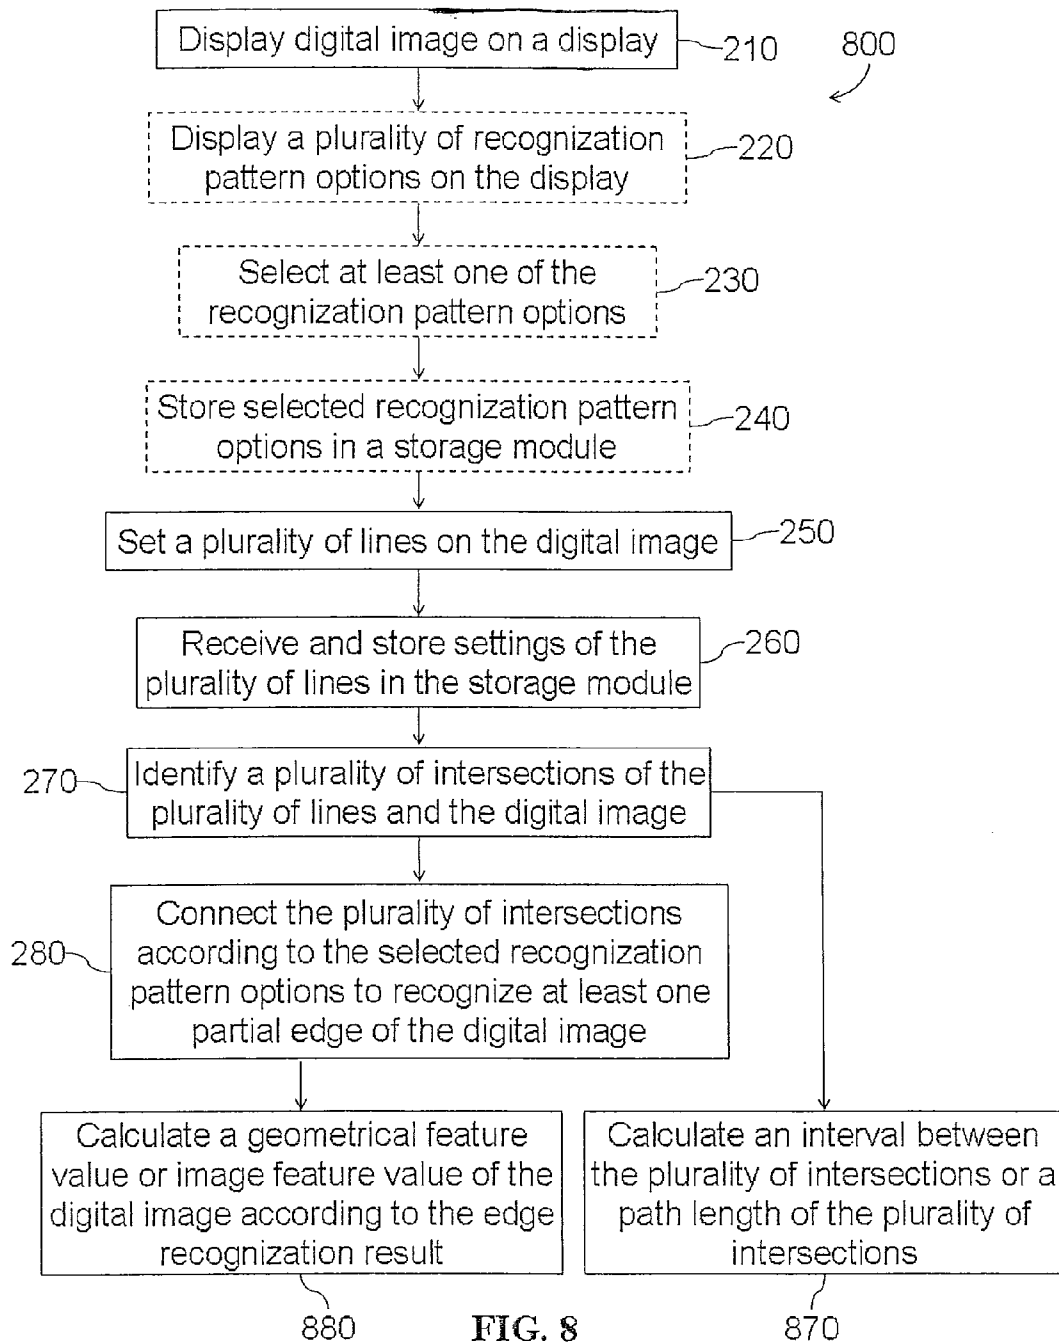 Display digital image on a display
210
800
Display a plurality of recognization
pattern options on the display
220
Select at least one of the
recognization pattern options
230
Store selected recognization pattern
options in a storage module
240
Set a plurality of lines on the digital image
250
Receive and store settings of the
plurality of lines in the storage module
260
270
Identify a plurality of intersections of the
plurality of lines and the digital image
280
Connect the plurality of intersections
according to the selected recognization
pattern options to recognize at least one
partial edge of the digital image
Calculate a geometrical feature
value or image feature value of the
digital image according to the edge
recognization result
880
Calculate an interval between
the plurality of intersections or a
path length of the plurality of
intersections
870
FIG. 8